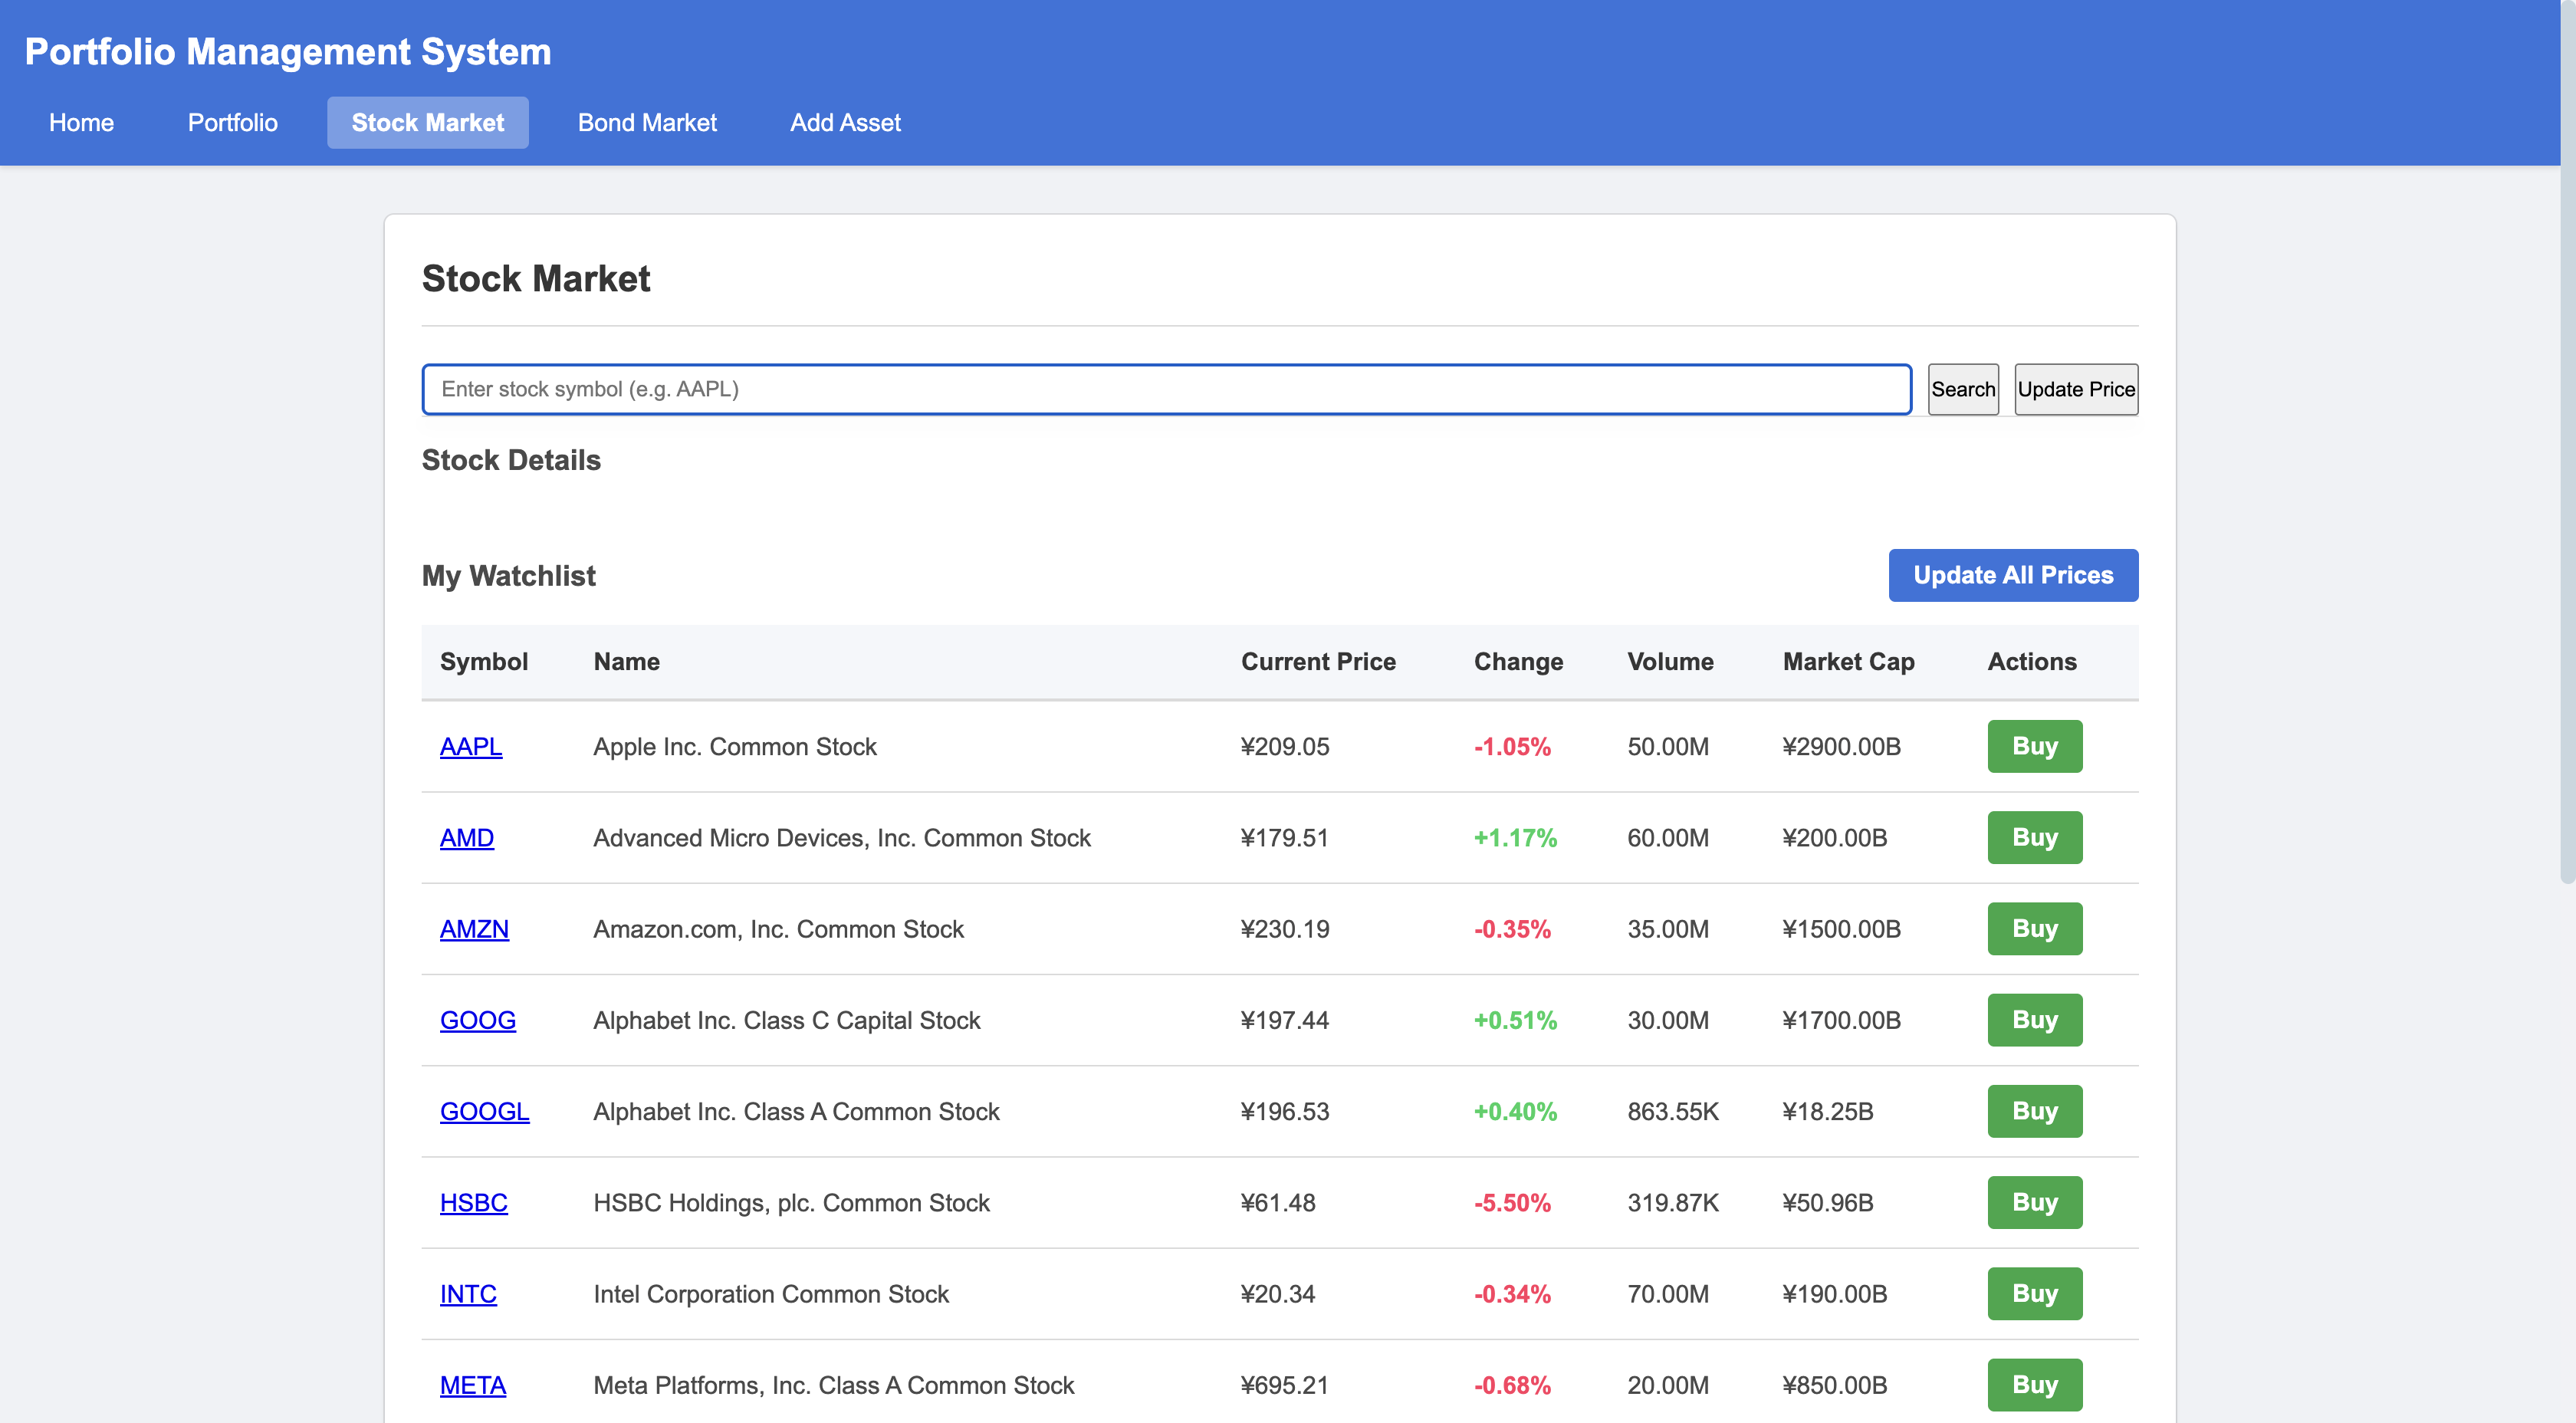 Portfolio Management System
Home Portfolio Stock Market Bond Market Add Asset
Stock Market
Enter stock symbol (e.g. AAPL) Search Update Price
Stock Details
My Watchlist Update All Prices
Symbol Name Current Price Change Volume Market Cap Actions
AAPL Apple Inc. Common Stock ¥209.05 -1.05% 50.00M ¥2900.00B Buy
AMD Advanced Micro Devices, Inc. Common Stock ¥179.51 +1.17% 60.00M ¥200.00B Buy
AMZN Amazon.com, Inc. Common Stock ¥230.19 -0.35% 35.00M ¥1500.00B Buy
GOOG Alphabet Inc. Class C Capital Stock ¥197.44 +0.51% 30.00M ¥1700.00B Buy
GOOGL Alphabet Inc. Class A Common Stock ¥196.53 +0.40% 863.55K ¥18.25B Buy
HSBC HSBC Holdings, plc. Common Stock ¥61.48 -5.50% 319.87K ¥50.96B Buy
INTC Intel Corporation Common Stock ¥20.34 -0.34% 70.00M ¥190.00B Buy
META Meta Platforms, Inc. Class A Common Stock ¥695.21 -0.68% 20.00M ¥850.00B Buy